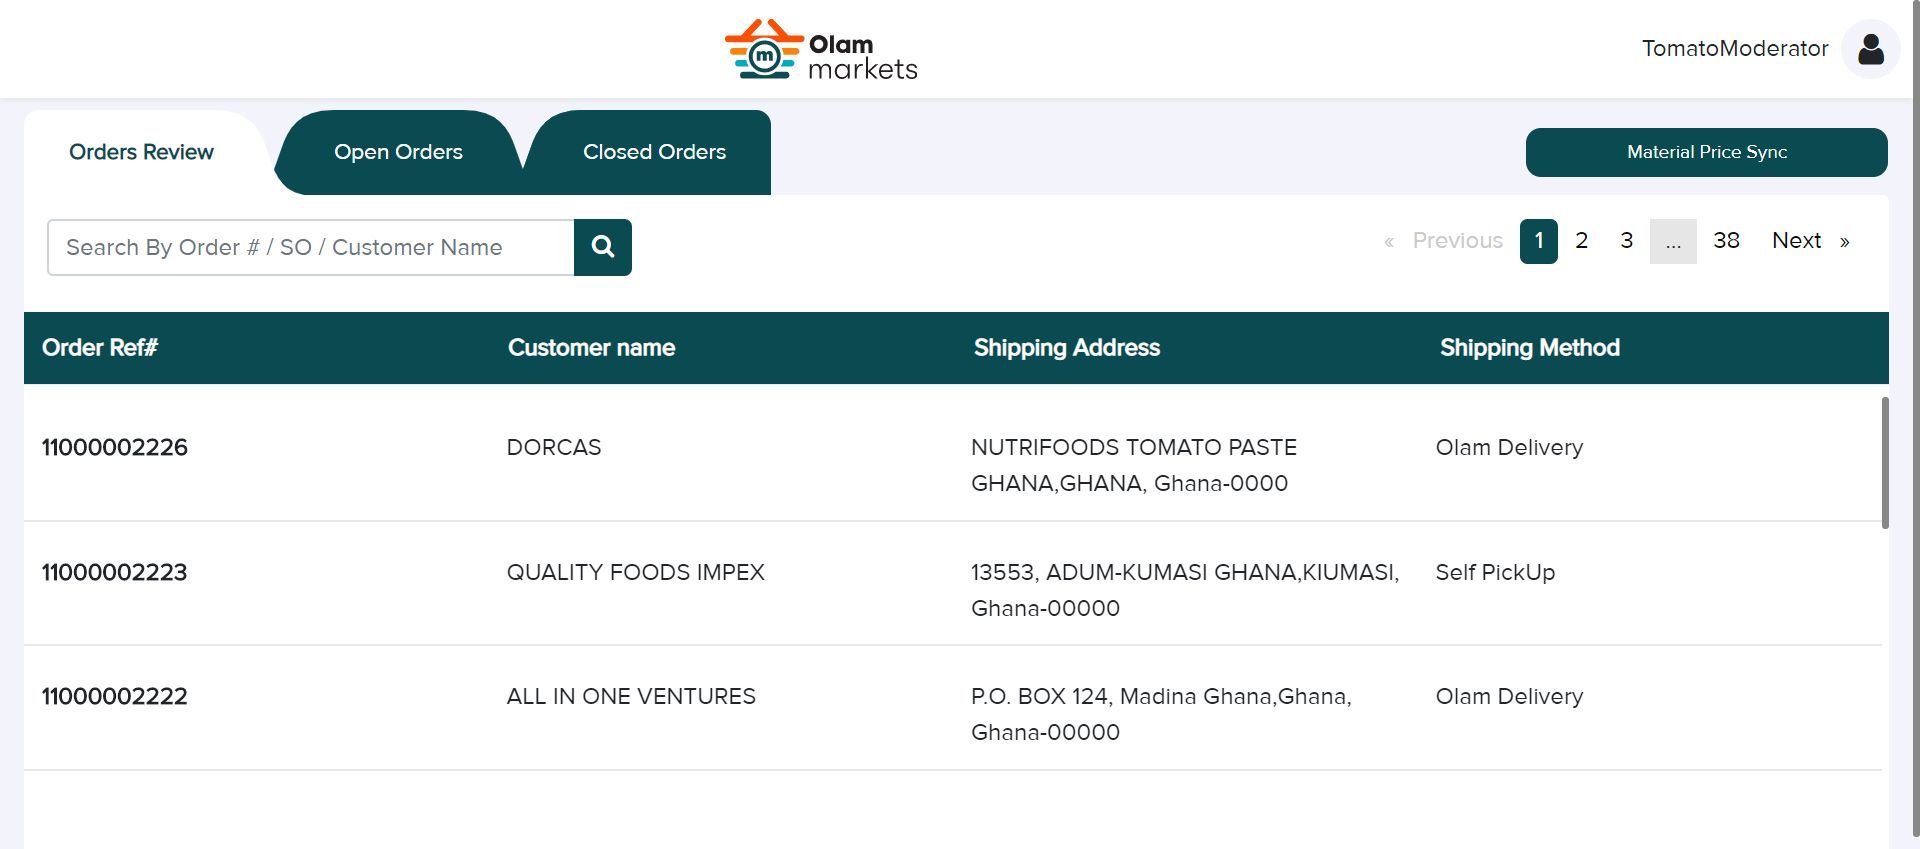 m
Olam
markets
TomatoModerator
Orders Review
Open Orders
Closed Orders
Material Price Sync
Search By Order # / SO / Customer Name
« Previous 1 2 3 ... 38 Next »
Order Ref# Customer name Shipping Address Shipping Method
11000002226 DORCAS NUTRIFOODS TOMATO PASTE Olam Delivery
GHANA,GHANA, Ghana-0000
11000002223 QUALITY FOODS IMPEX 13553, ADUM-KUMASI GHANA,KIUMASI, Self PickUp
Ghana-00000
11000002222 ALL IN ONE VENTURES P.O. BOX 124, Madina Ghana,Ghana, Olam Delivery
Ghana-00000